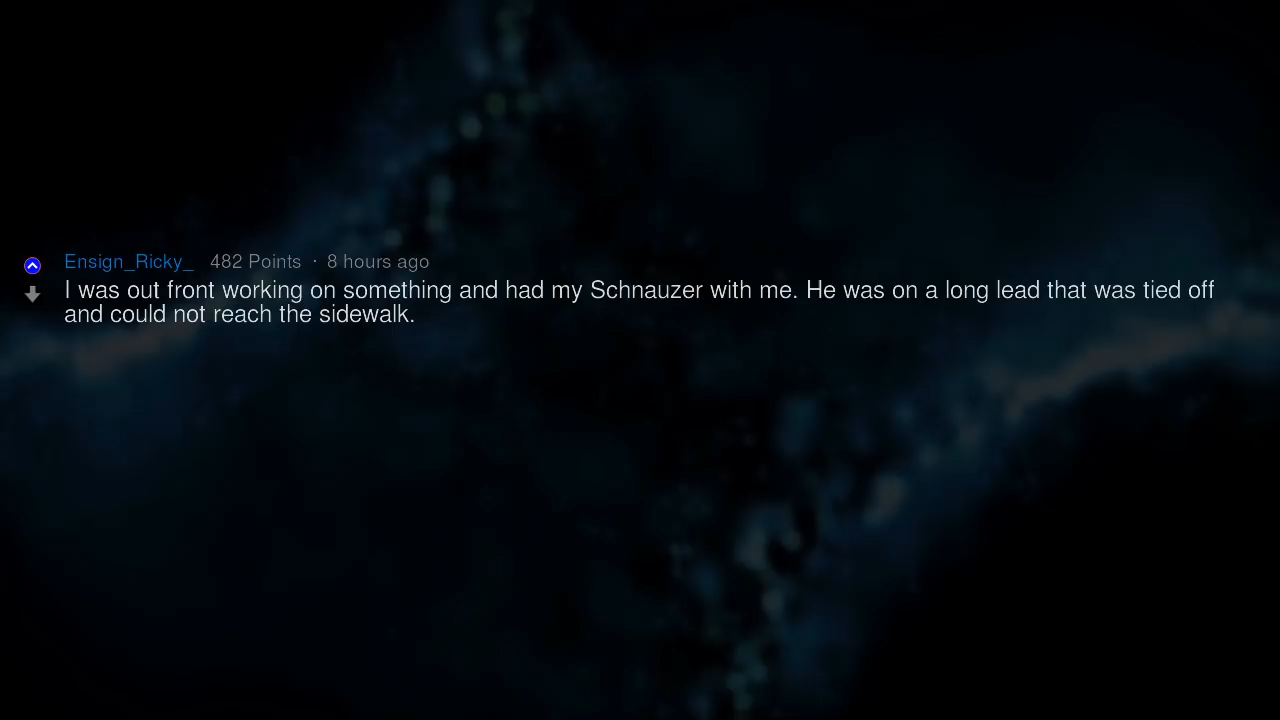 Ensign_Ricky_ 482 Points · 8 hours ago
I was out front working on something and had my Schnauzer with me. He was on a long lead that was tied off
and could not reach the sidewalk.